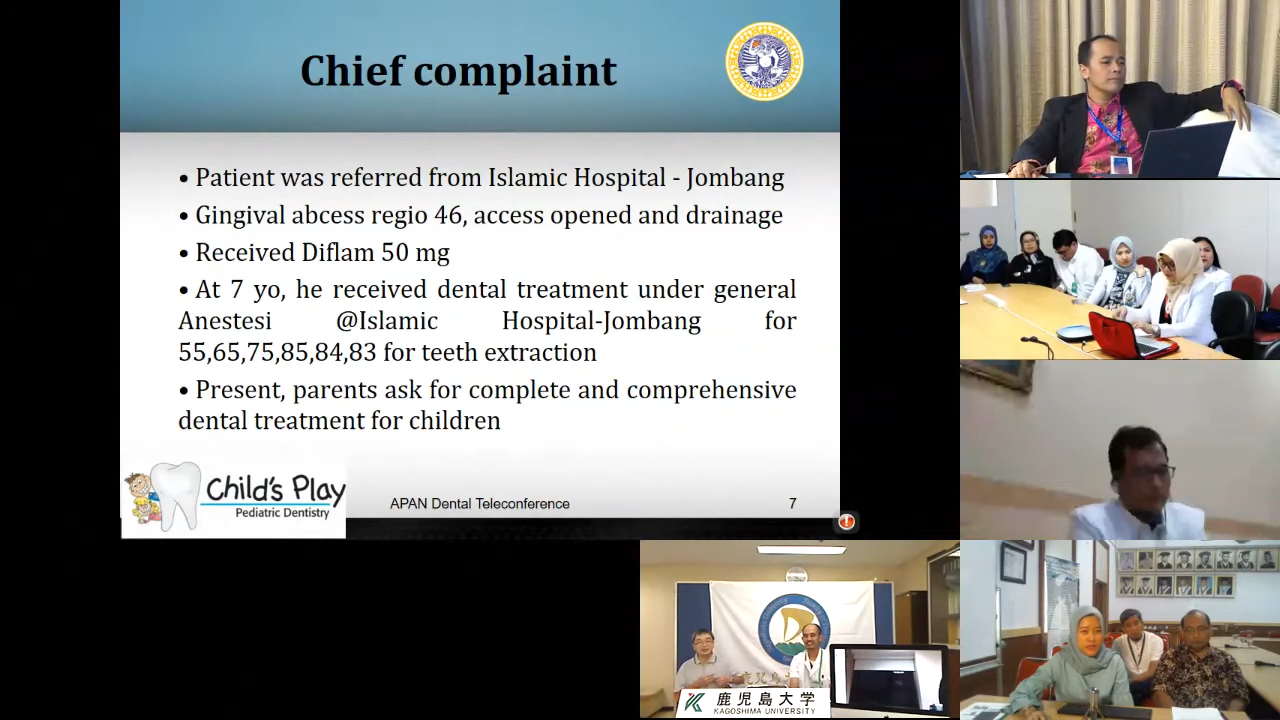 Chief complaint
• Patient was referred from Islamic Hospital - Jombang
• Gingival abcess regio 46, access opened and drainage
• Received Diflam 50 mg
• At 7 yo, he received dental treatment under general
Anestesi @Islamic Hospital-Jombang for
55,65,75,85,84,83 for teeth extraction
• Present, parents ask for complete and comprehensive
dental treatment for children
Child's Play
Pediatric Dentistry
APAN Dental Teleconference
7
鹿児島大学
KAGOSHIMA UNIVERSITY